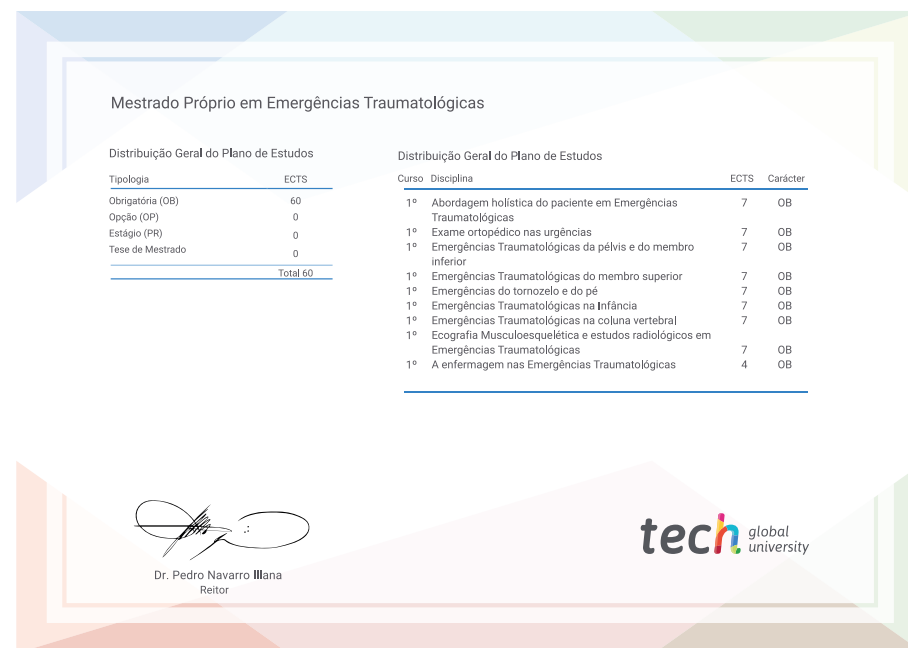 Mestrado Próprio em Emergências Traumatológicas
Distribuição Geral do Plano de Estudos
Tipologia ECTS
Obrigatória (OB) 60
Opção (OP) 0
Estágio (PR) 0
Tese de Mestrado 0
Total 60
Distribuição Geral do Plano de Estudos
Curso Disciplina ECTS Carácter
1º Abordagem holística do paciente em Emergências
Traumatológicas 7 OB
1º Exame ortopédico nas urgências 7 OB
1º Emergências Traumatológicas da pélvis e do membro 7 OB
inferior
1º Emergências Traumatológicas do membro superior 7 OB
1º Emergências do tornozelo e do pé 7 OB
1º Emergências Traumatológicas na Infância 7 OB
1º Emergências Traumatológicas na coluna vertebral 7 OB
1º Ecografia Musculoesquelética e estudos radiológicos em
Emergências Traumatológicas 7 OB
1º A enfermagem nas Emergências Traumatológicas 4 OB
Dr. Pedro Navarro Illana
Reitor
tech global
university